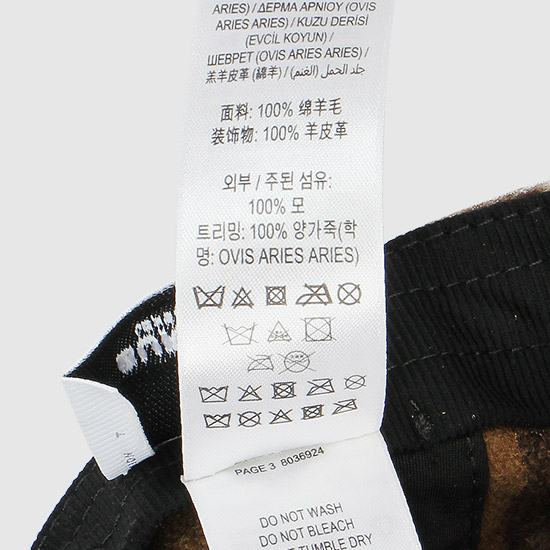 ARIES) / ΔΕΡΜΑ ΑΡΝΙΟΥ (OVIS
ARIES ARIES) / KUZU DERİSİ
(EVCİL KOYUN) /
ШЕВРЕТ (OVIS ARIES ARIES) /
羔羊皮革 (綿羊) / جلد الحمل (الغنم)
面料: 100% 绵羊毛
装饰物: 100% 羊皮革
외부 / 주된 섬유:
100% 모
트리밍: 100% 양가죽(학
명: OVIS ARIES ARIES)
PAGE 3 8036924
DO NOT WASH
DO NOT BLEACH
NOT TUMBLE DRY